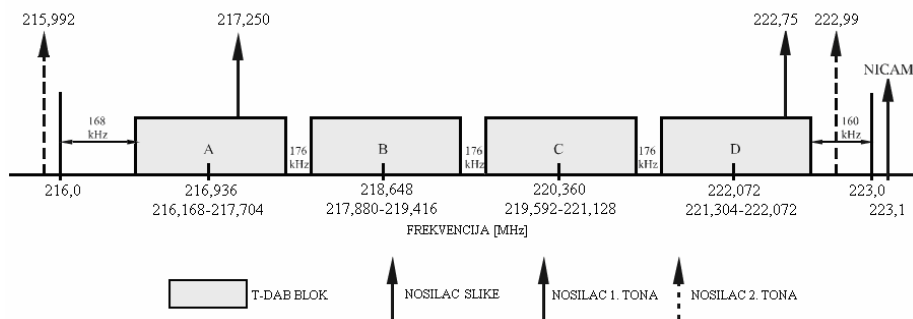 215,992
217,250
222,75
222,99
NICAM
168
kHz
160
kHz
A
176
kHz
B
176
kHz
C
176
kHz
D
216,0
216,936
218,648
220,360
222,072
223,0
216,168-217,704
217,880-219,416
219,592-221,128
221,304-222,072
223,1
FREKVENCIJA [MHz]
T-DAB BLOK
NOSILAC SLIKE
NOSILAC 1. TONA
NOSILAC 2. TONA